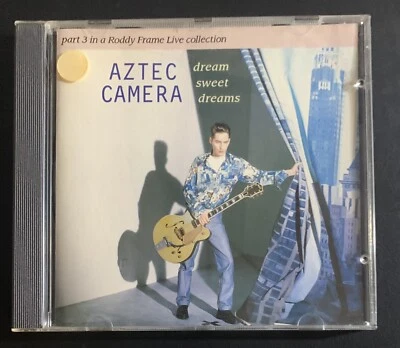 part 3 in a Roddy Frame Live collection
AZTEC
CAMERA
dream
sweet
dreams